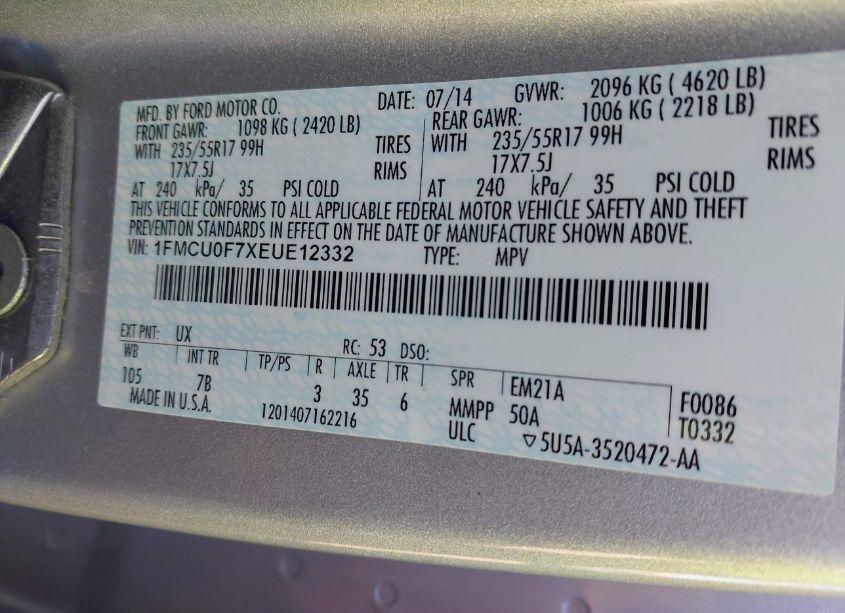 MFD. BY FORD MOTOR CO. DATE: 07/14 GVWR: 2096 KG ( 4620 LB)
FRONT GAWR: 1098 KG ( 2420 LB) REAR GAWR: 1006 KG ( 2218 LB)
WITH 235/55R17 99H TIRES WITH 235/55R17 99H TIRES
17X7.5J RIMS 17X7.5J RIMS
AT 240 kPa/ 35 PSI COLD AT 240 kPa/ 35 PSI COLD
THIS VEHICLE CONFORMS TO ALL APPLICABLE FEDERAL MOTOR VEHICLE SAFETY AND THEFT
PREVENTION STANDARDS IN EFFECT ON THE DATE OF MANUFACTURE SHOWN ABOVE.
VIN: 1FMCU0F7XEUE12332 TYPE: MPV
EXT PNT: UX RC: 53 DSO:
WB INT TR TP/PS R AXLE TR SPR EM21A F0086
105 7B 3 35 6 MMPP 50A T0332
MADE IN U.S.A. 1201407162216 ULC ▽5U5A-3520472-AA